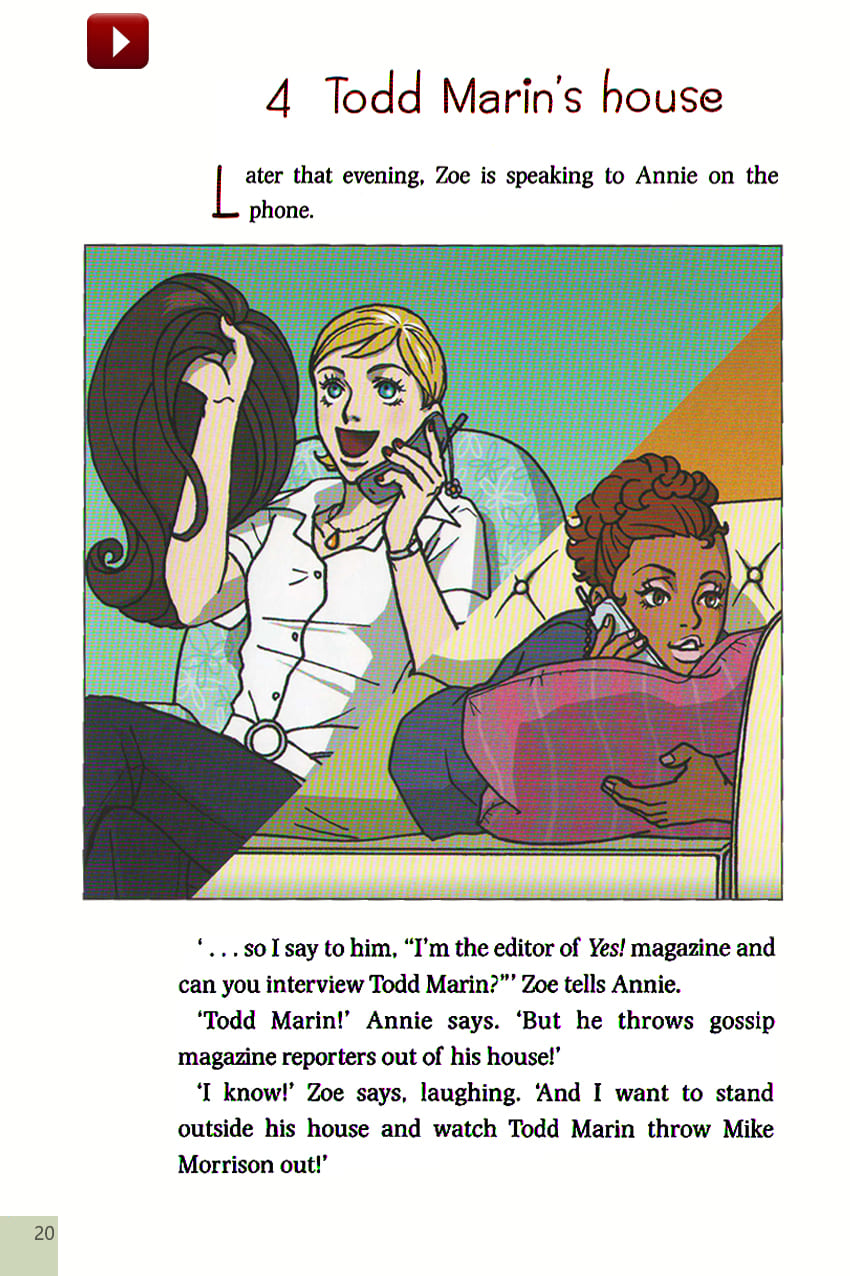 4 Todd Marin's house
Later that evening, Zoe is speaking to Annie on the
phone.
‘ . . . so I say to him, “I’m the editor of Yes! magazine and
can you interview Todd Marin?”’ Zoe tells Annie.
‘Todd Marin!’ Annie says. ‘But he throws gossip
magazine reporters out of his house!’
‘I know!’ Zoe says, laughing. ‘And I want to stand
outside his house and watch Todd Marin throw Mike
Morrison out!’
20